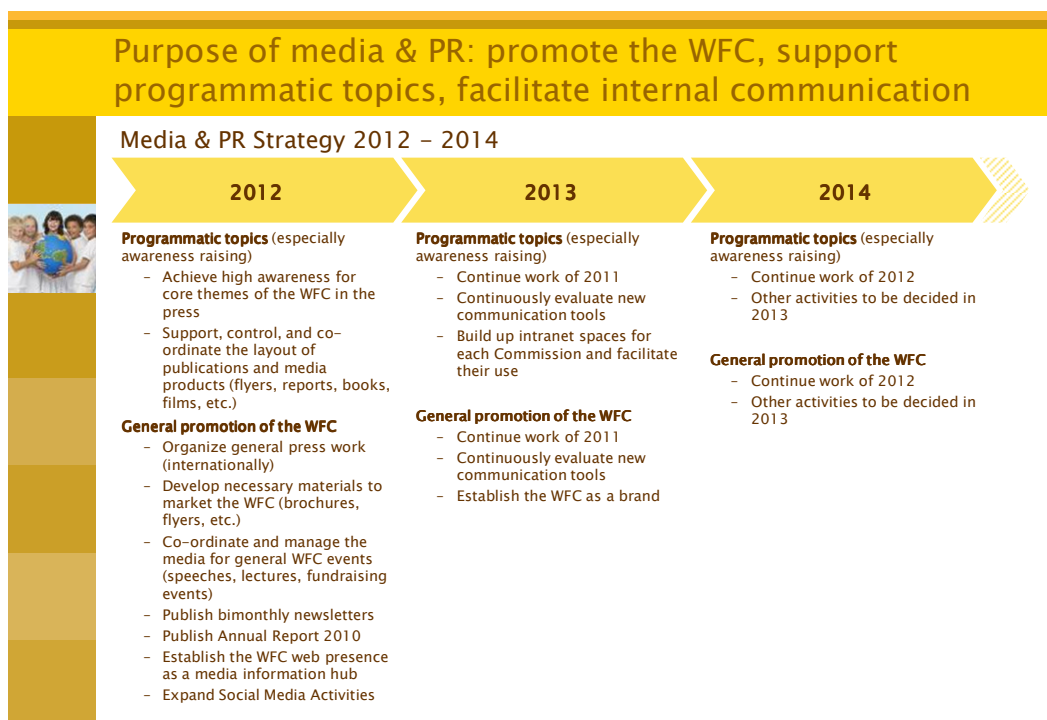 Purpose of media & PR: promote the WFC, support
programmatic topics, facilitate internal communication
Media & PR Strategy 2012 – 2014
2012
Programmatic topics (especially
awareness raising)
– Achieve high awareness for
core themes of the WFC in the
press
– Support, control, and co-
ordinate the layout of
publications and media
products (flyers, reports, books,
films, etc.)
General promotion of the WFC
– Organize general press work
(internationally)
– Develop necessary materials to
market the WFC (brochures,
flyers, etc.)
– Co-ordinate and manage the
media for general WFC events
(speeches, lectures, fundraising
events)
– Publish bimonthly newsletters
– Publish Annual Report 2010
– Establish the WFC web presence
as a media information hub
– Expand Social Media Activities
2013
Programmatic topics (especially
awareness raising)
– Continue work of 2011
– Continuously evaluate new
communication tools
– Build up intranet spaces for
each Commission and facilitate
their use
General promotion of the WFC
– Continue work of 2011
– Continuously evaluate new
communication tools
– Establish the WFC as a brand
2014
Programmatic topics (especially
awareness raising)
– Continue work of 2012
– Other activities to be decided in
2013
General promotion of the WFC
– Continue work of 2012
– Other activities to be decided in
2013